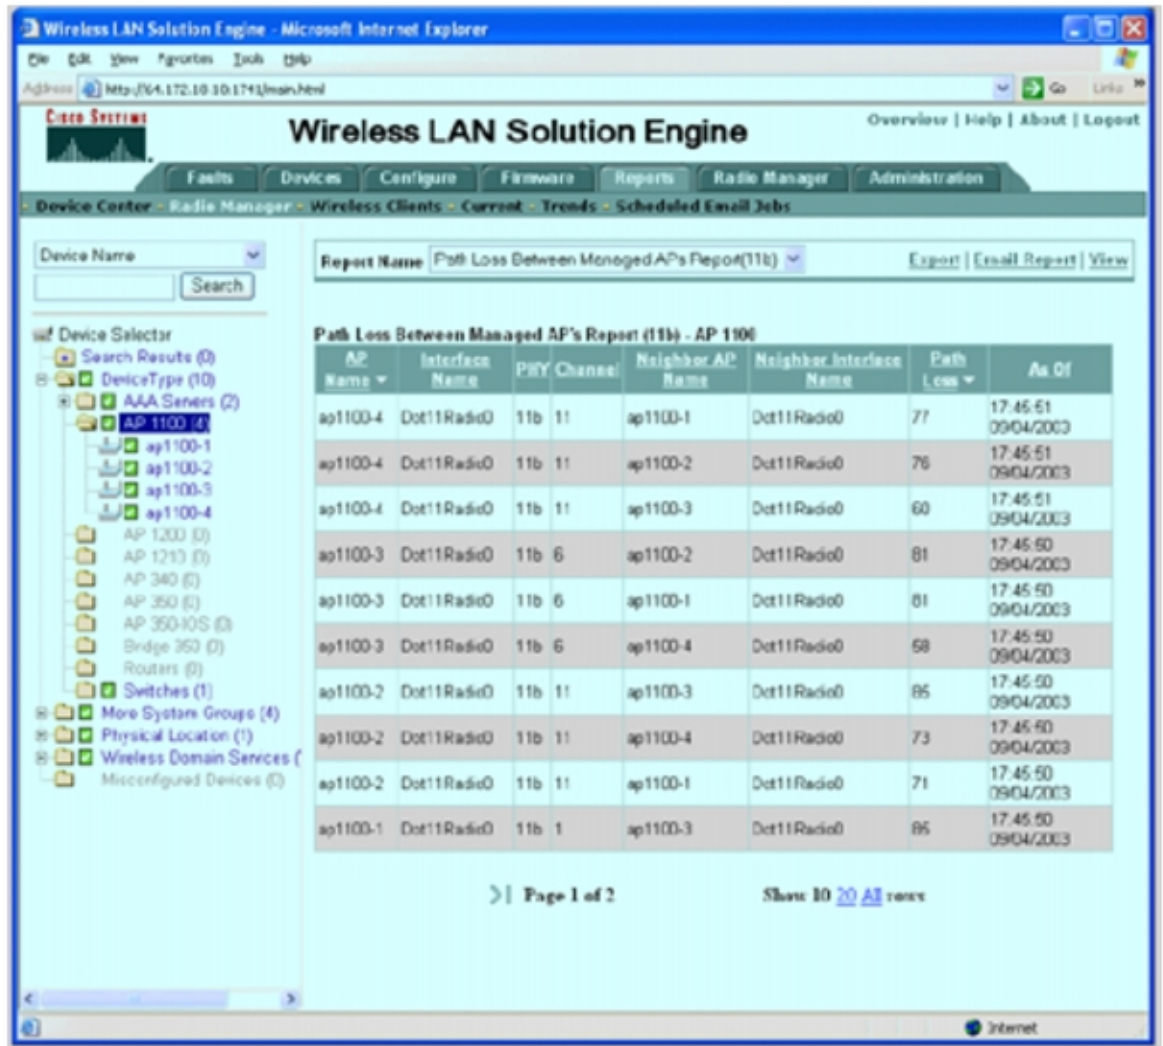 Wireless LAN Solution Engine - Microsoft Internet Explorer
File Edit View Favorites Tools Help
Address http://64.172.10.10:1741/main.html Go Links »
CISCO SYSTEMS
Wireless LAN Solution Engine
Overview | Help | About | Logout
Faults Devices Configure Firmware Reports Radio Manager Administration
Device Center - Radio Manager - Wireless Clients - Current - Trends - Scheduled Email Jobs
Device Name
Search
Device Selector
Search Results (0)
DeviceType (10)
AAA Servers (2)
AP 1100 (4)
ap1100-1
ap1100-2
ap1100-3
ap1100-4
AP 1200 (0)
AP 1210 (0)
AP 340 (0)
AP 350 (0)
AP 350-IOS (0)
Bridge 350 (0)
Routers (0)
Switches (1)
More System Groups (4)
Physical Location (1)
Wireless Domain Services (
Misconfigured Devices (0)
Report Name Path Loss Between Managed APs Report(11b) Export | Email Report | View
Path Loss Between Managed AP's Report (11b) - AP 1100
AP Name Interface Name PHY Channel Neighbor AP Name Neighbor Interface Name Path Loss As Of
ap1100-4 Dot11Radio0 11b 11 ap1100-1 Dot11Radio0 77 17:45:51 09/04/2003
ap1100-4 Dot11Radio0 11b 11 ap1100-2 Dot11Radio0 76 17:45:51 09/04/2003
ap1100-4 Dot11Radio0 11b 11 ap1100-3 Dot11Radio0 60 17:45:51 09/04/2003
ap1100-3 Dot11Radio0 11b 6 ap1100-2 Dot11Radio0 81 17:45:50 09/04/2003
ap1100-3 Dot11Radio0 11b 6 ap1100-1 Dot11Radio0 81 17:45:50 09/04/2003
ap1100-3 Dot11Radio0 11b 6 ap1100-4 Dot11Radio0 58 17:45:50 09/04/2003
ap1100-2 Dot11Radio0 11b 11 ap1100-3 Dot11Radio0 85 17:45:50 09/04/2003
ap1100-2 Dot11Radio0 11b 11 ap1100-4 Dot11Radio0 73 17:45:50 09/04/2003
ap1100-2 Dot11Radio0 11b 11 ap1100-1 Dot11Radio0 71 17:45:50 09/04/2003
ap1100-1 Dot11Radio0 11b 1 ap1100-3 Dot11Radio0 85 17:45:50 09/04/2003
Page 1 of 2 Show 10 20 All rows
Internet